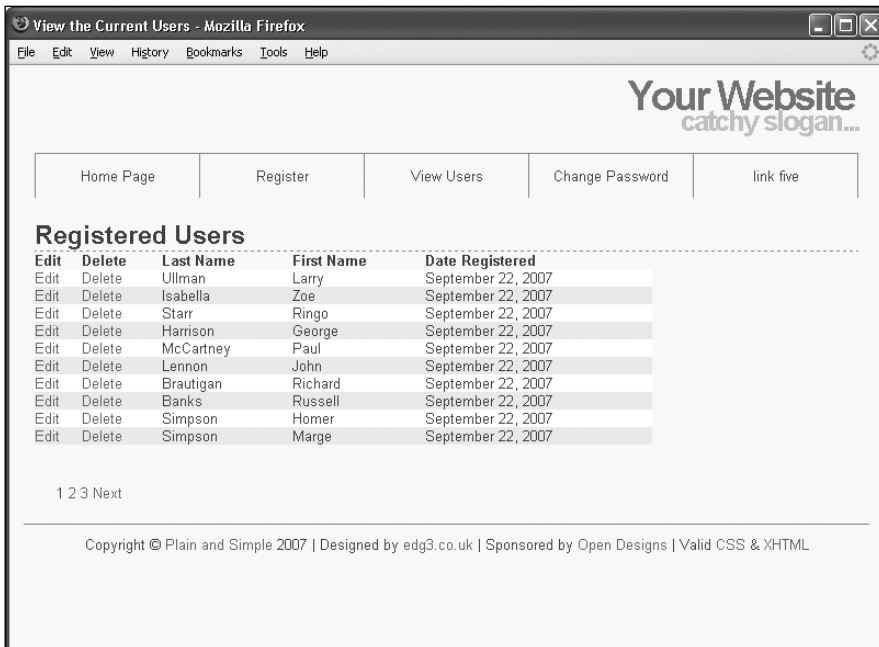 View the Current Users - Mozilla Firefox
File Edit View History Bookmarks Tools Help
Your Website
catchy slogan...
Home Page Register View Users Change Password link five
Registered Users
Edit Delete Last Name First Name Date Registered
Edit Delete Ullman Larry September 22, 2007
Edit Delete Isabella Zoe September 22, 2007
Edit Delete Starr Ringo September 22, 2007
Edit Delete Harrison George September 22, 2007
Edit Delete McCartney Paul September 22, 2007
Edit Delete Lennon John September 22, 2007
Edit Delete Brautigan Richard September 22, 2007
Edit Delete Banks Russell September 22, 2007
Edit Delete Simpson Homer September 22, 2007
Edit Delete Simpson Marge September 22, 2007
1 2 3 Next
Copyright © Plain and Simple 2007 | Designed by edg3.co.uk | Sponsored by Open Designs | Valid CSS & XHTML